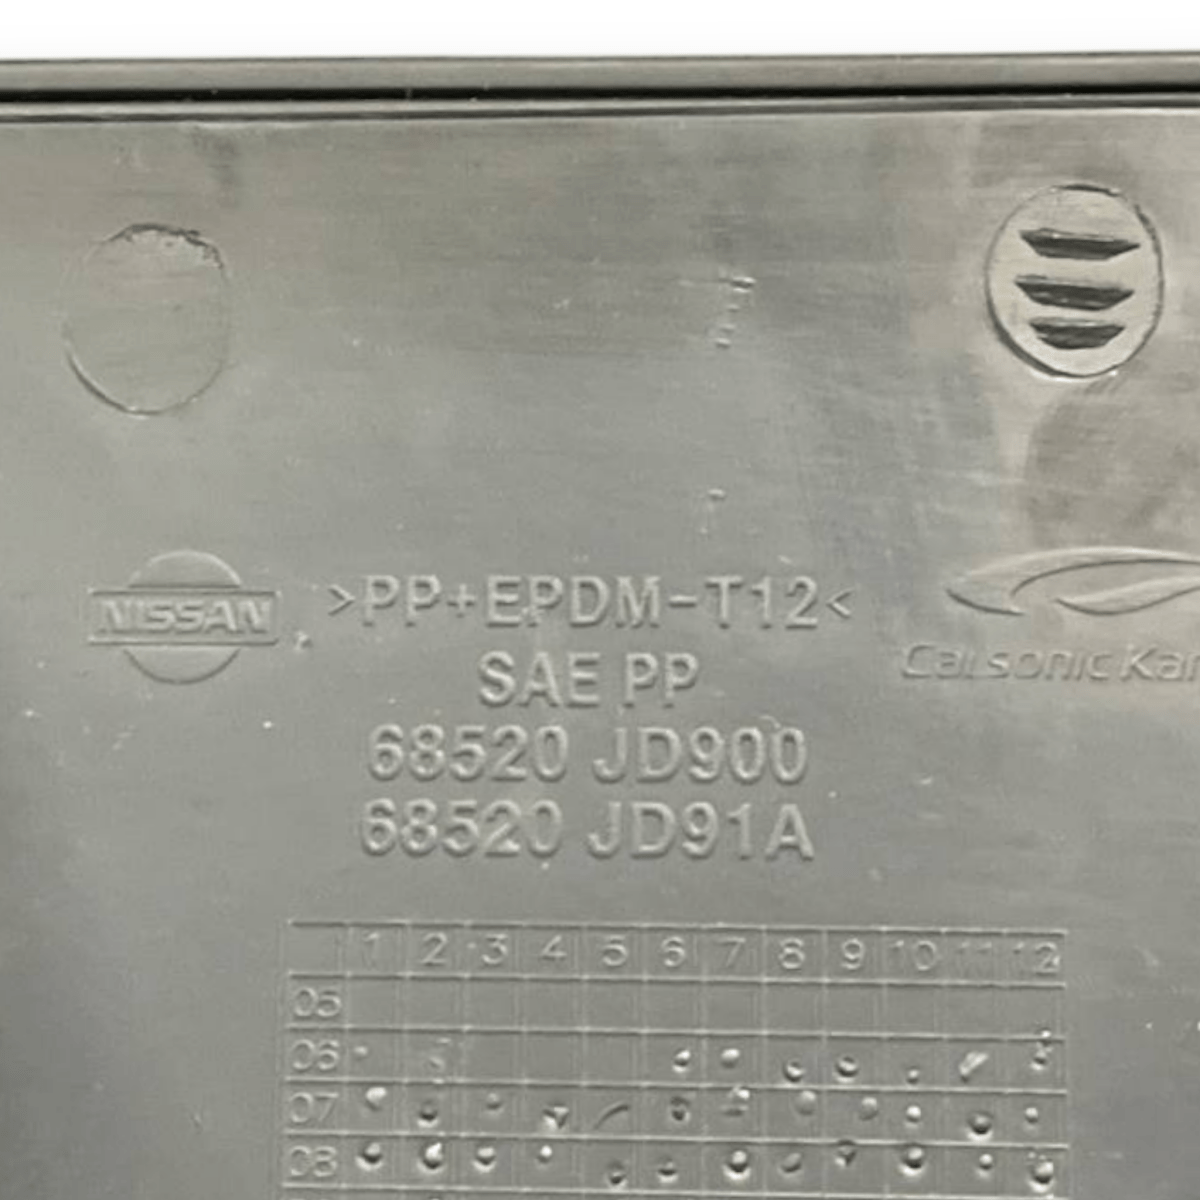 NISSAN
>PP+EPDM-T12<
SAE PP
68520 JD900
68520 JD91A
Calsonic Kan
1 2 3 4 5 6 7 8 9 10 11 12
05
06
07
08